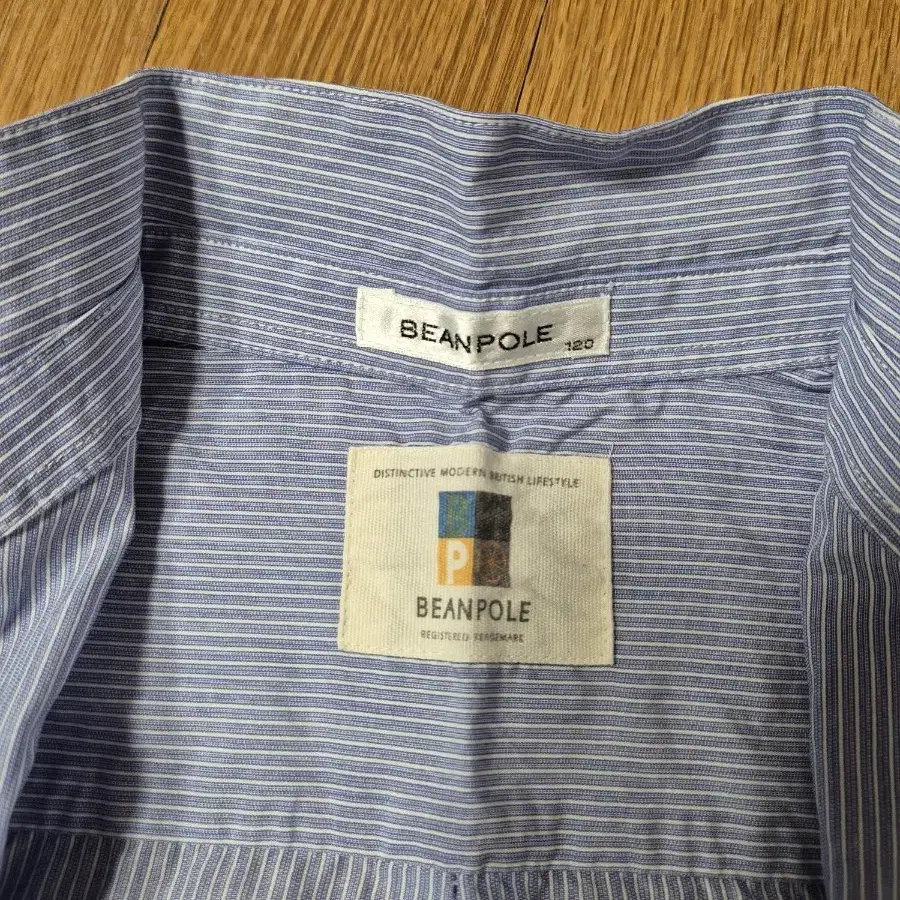 BEANPOLE
120
DISTINCTIVE MODERN BRITISH LIFESTYLE
B
P
BEANPOLE
REGISTERED TRADEMARK